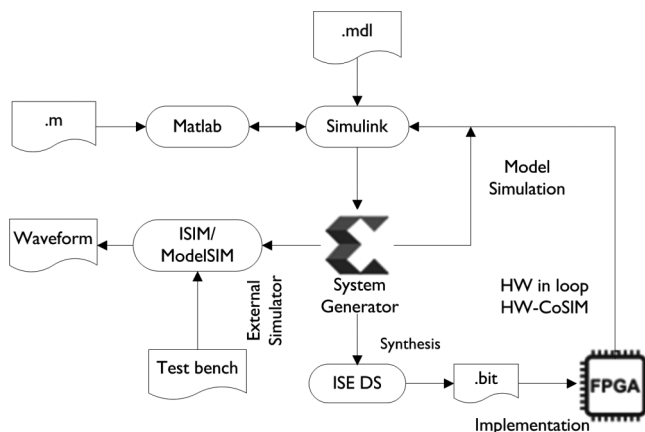 .mdl
.m
Matlab
Simulink
Model
Simulation
Waveform
ISIM/
ModelSIM
External
Simulator
System
Generator
HW in loop
HW-CoSIM
Test bench
Synthesis
ISE DS
.bit
FPGA
Implementation